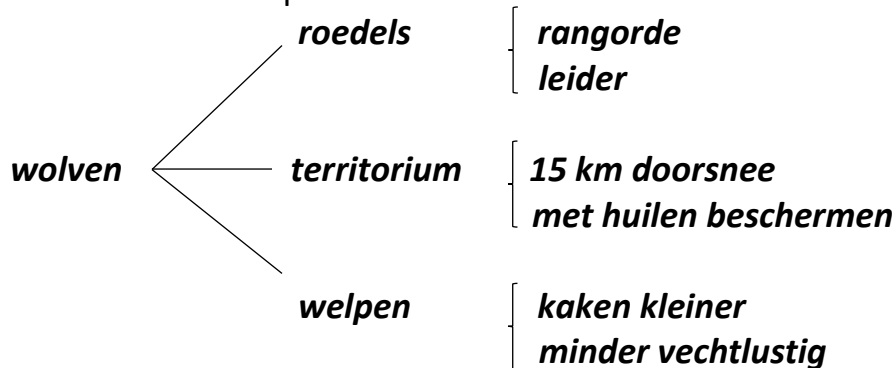 roedels
rangorde
leider
wolven
territorium
15 km doorsnee
met huilen beschermen
welpen
kaken kleiner
minder vechtlustig